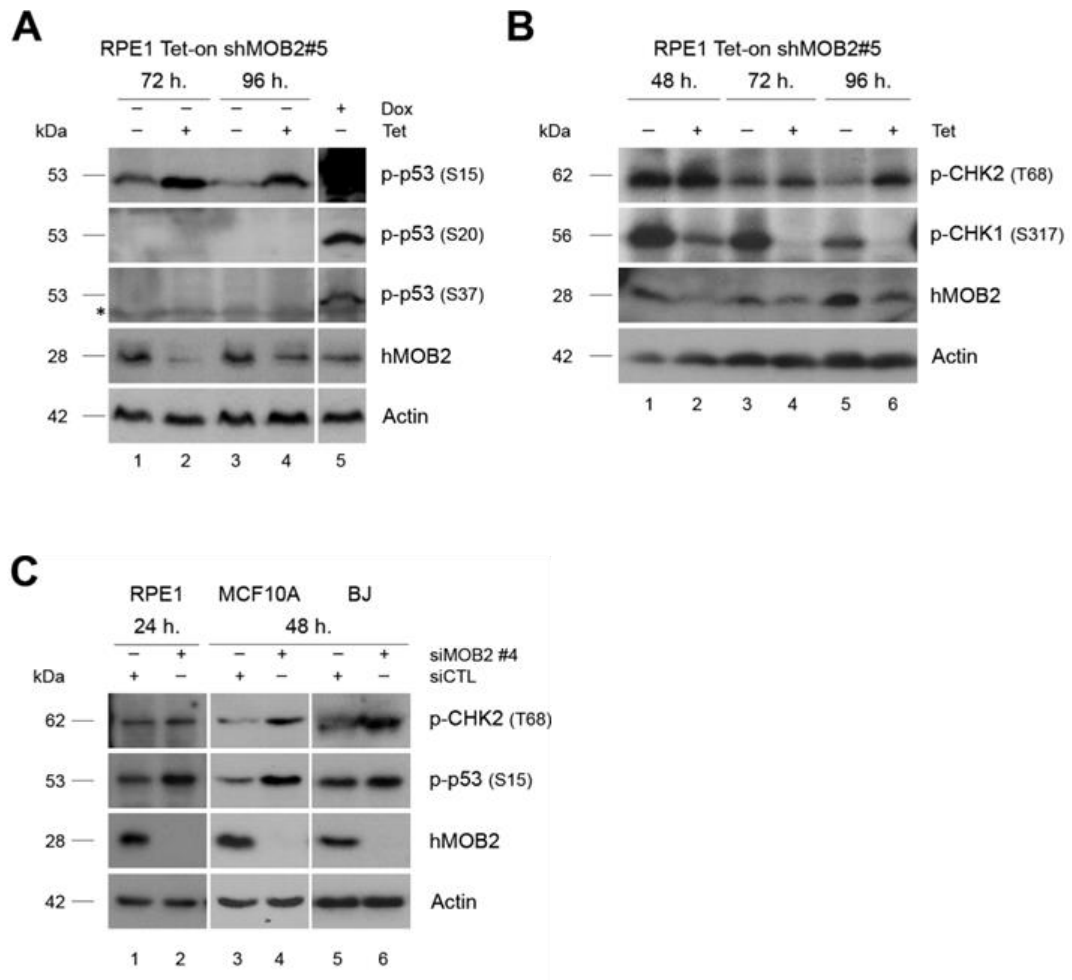 A
RPE1 Tet-on shMOB2#5
72 h. 96 h.
– – – – + Dox
kDa – + – + – Tet
53 p-p53 (S15)
53 p-p53 (S20)
53 p-p53 (S37)
*
28 hMOB2
42 Actin
1 2 3 4 5
B
RPE1 Tet-on shMOB2#5
48 h. 72 h. 96 h.
kDa – + – + – + Tet
62 p-CHK2 (T68)
56 p-CHK1 (S317)
28 hMOB2
42 Actin
1 2 3 4 5 6
C
RPE1 MCF10A BJ
24 h. 48 h.
– + – + – + siMOB2 #4
kDa + – + – + – siCTL
62 p-CHK2 (T68)
53 p-p53 (S15)
28 hMOB2
42 Actin
1 2 3 4 5 6